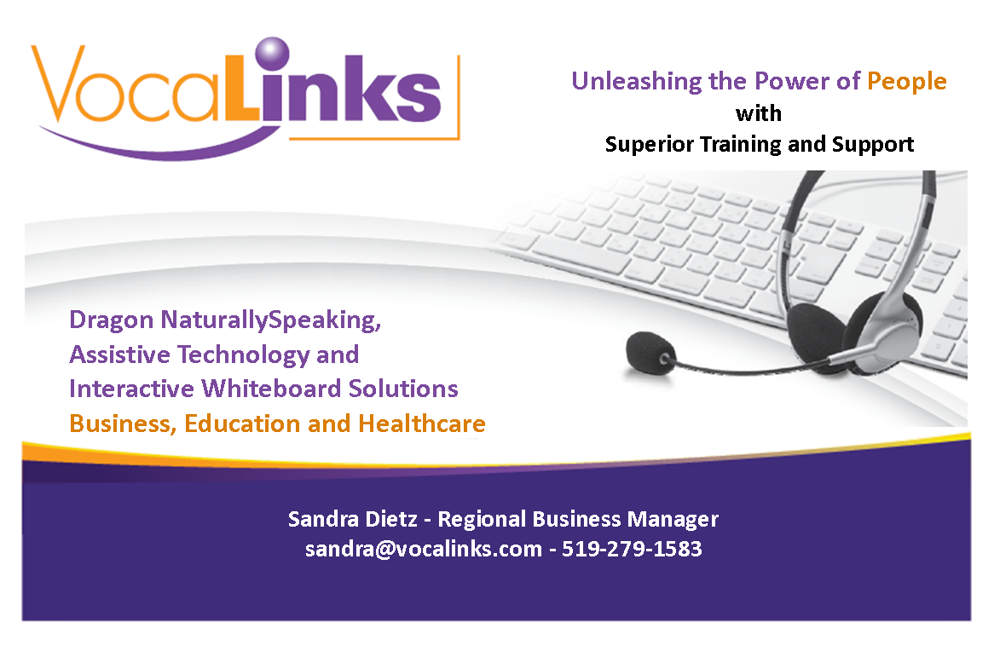 VocaLinks
Unleashing the Power of People
with
Superior Training and Support
Dragon NaturallySpeaking,
Assistive Technology and
Interactive Whiteboard Solutions
Business, Education and Healthcare
Sandra Dietz - Regional Business Manager
sandra@vocalinks.com - 519-279-1583